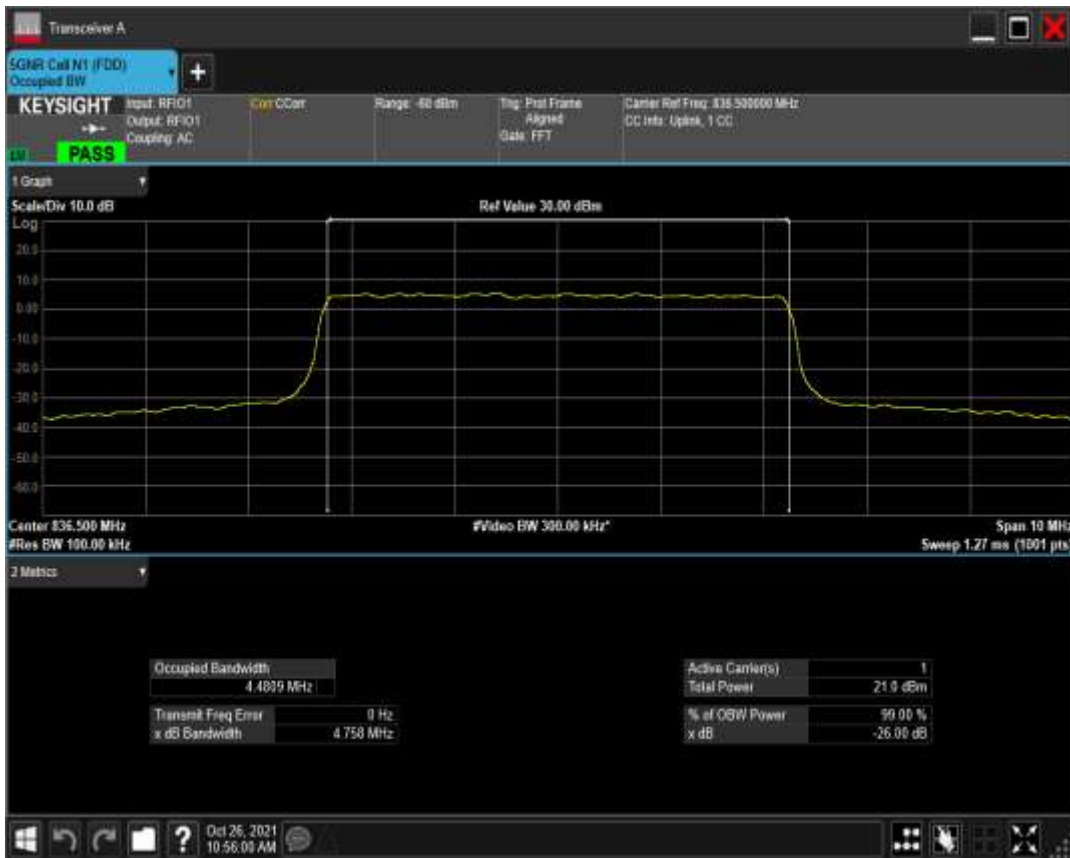 Transceiver A
5GNR Cell N1 (FDD)
Occupied BW
+
KEYSIGHT
Input: RFIO1
Output: RFIO1
Coupling: AC
Corr CCorr
Range: -60 dBm
Trig: Prot Frame
Aligned
Gate: FFT
Carrier Ref Freq: 836.500000 MHz
CC Info: Uplink, 1 CC
PASS
1 Graph
Scale/Div 10.0 dB
Ref Value 30.00 dBm
Log
20.0
10.0
0.00
-10.0
-20.0
-30.0
-40.0
-50.0
-60.0
Center 836.500 MHz
#Video BW 300.00 kHz*
Span 10 MHz
#Res BW 100.00 kHz
Sweep 1.27 ms (1001 pts)
2 Metrics
Occupied Bandwidth
4.4809 MHz
Transmit Freq Error 0 Hz
x dB Bandwidth 4.758 MHz
Active Carrier(s) 1
Total Power 21.0 dBm
% of OBW Power 99.00 %
x dB -26.00 dB
?
Oct 26, 2021
10:56:00 AM